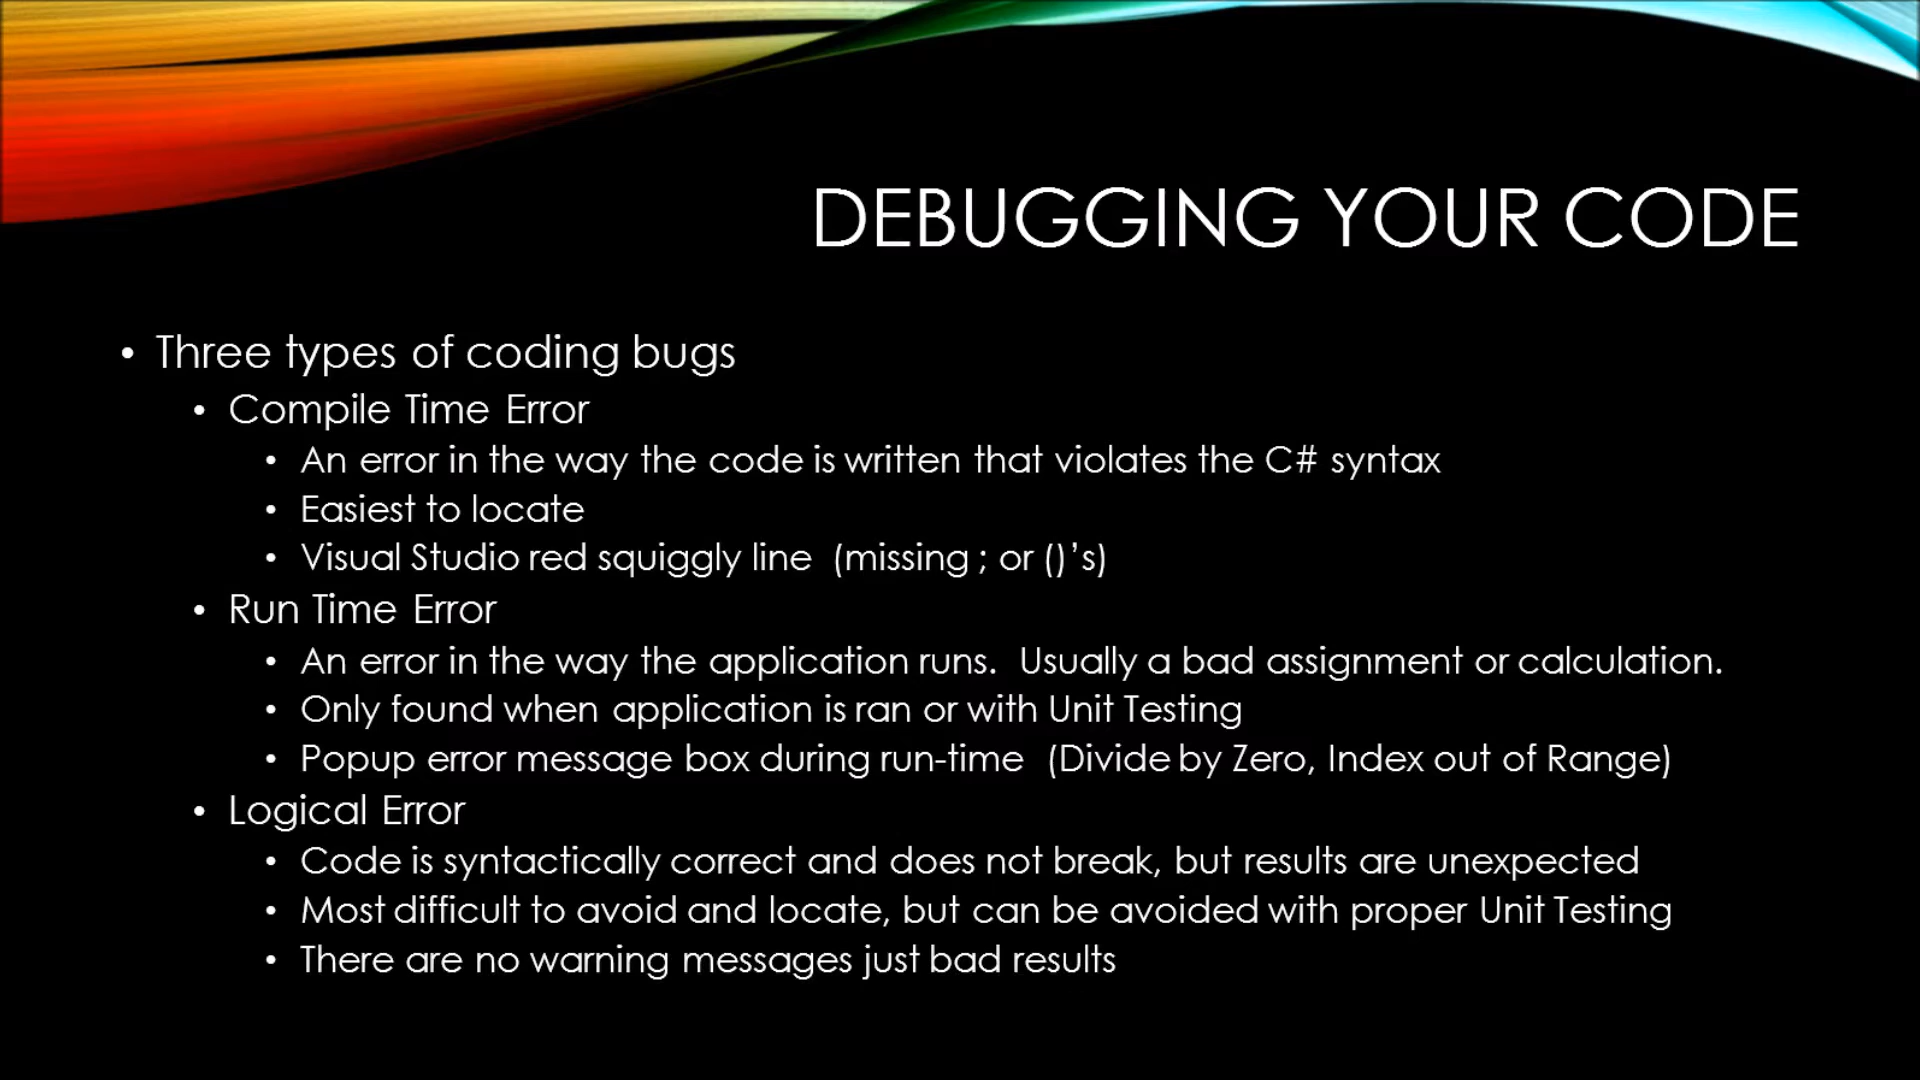 DEBUGGING YOUR CODE
• Three types of coding bugs
• Compile Time Error
• An error in the way the code is written that violates the C# syntax
• Easiest to locate
• Visual Studio red squiggly line  (missing ; or ()’s)
• Run Time Error
• An error in the way the application runs.  Usually a bad assignment or calculation.
• Only found when application is ran or with Unit Testing
• Popup error message box during run-time  (Divide by Zero, Index out of Range)
• Logical Error
• Code is syntactically correct and does not break, but results are unexpected
• Most difficult to avoid and locate, but can be avoided with proper Unit Testing
• There are no warning messages just bad results